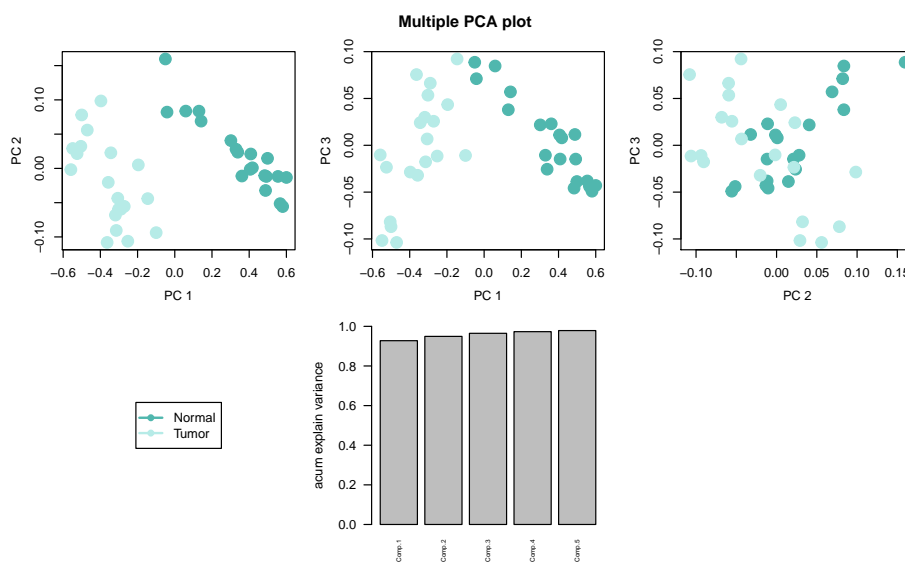 Multiple PCA plot
PC 2
0.10
0.00
−0.10
−0.6 −0.4 −0.2 0.0 0.2 0.4 0.6
PC 1
PC 3
0.10
0.05
0.00
−0.05
−0.10
−0.6 −0.4 −0.2 0.0 0.2 0.4 0.6
PC 1
PC 3
0.10
0.05
0.00
−0.05
−0.10
−0.10 0.00 0.05 0.10 0.15
PC 2
Normal
Tumor
acum explain variance
1.0
0.8
0.6
0.4
0.2
0.0
Comp.1 Comp.2 Comp.3 Comp.4 Comp.5